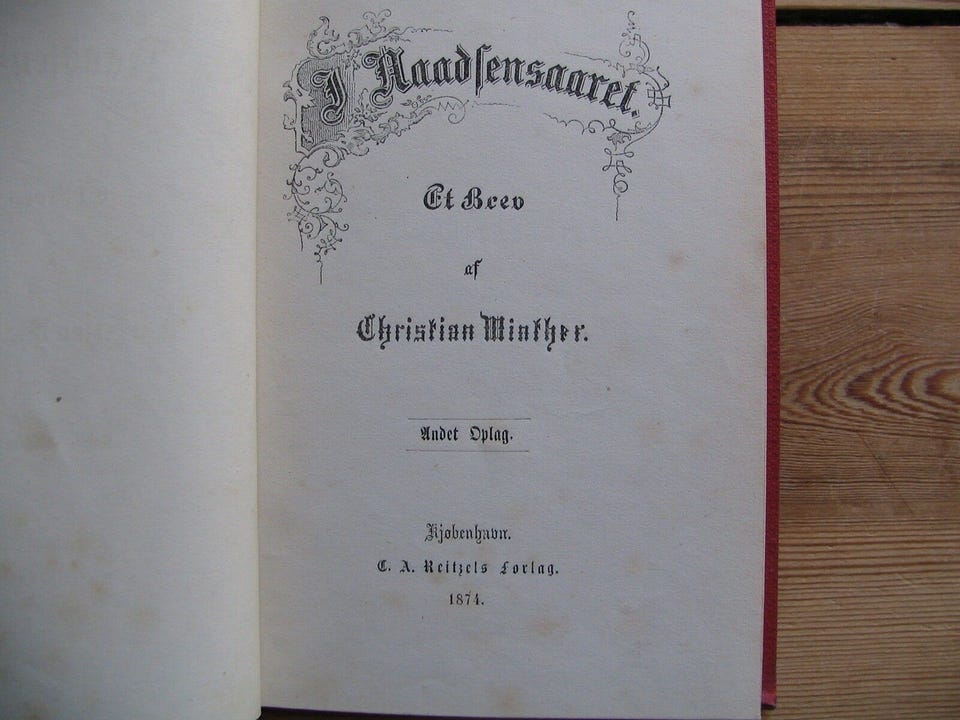 I Naadsensaaret.
Et Brev
af
Christian Winther.
Andet Oplag.
Kjøbenhavn.
C. A. Reitzels Forlag.
1874.